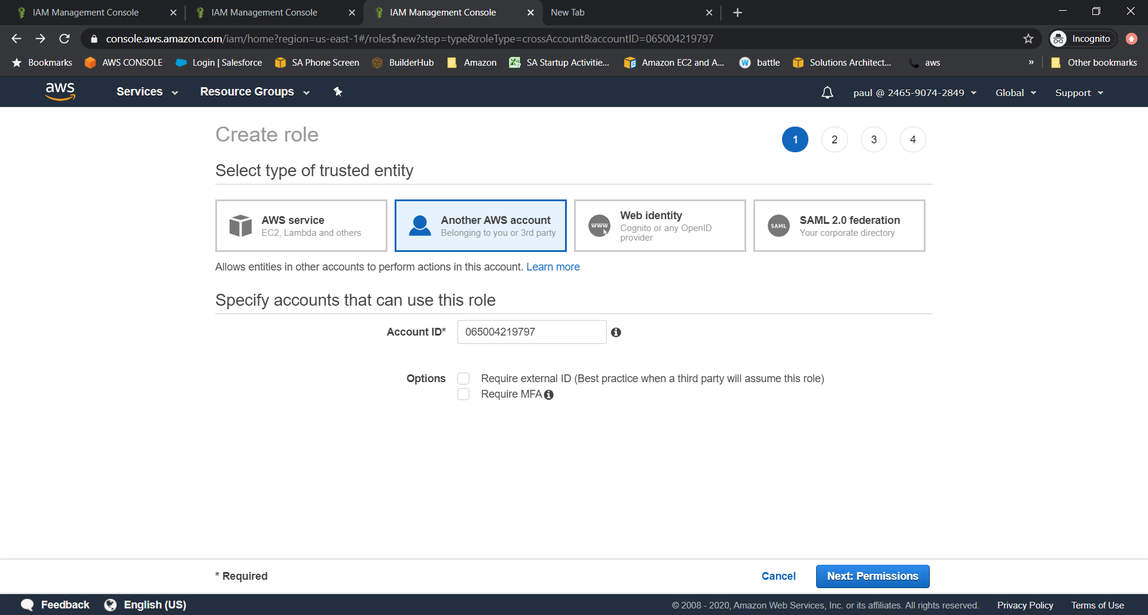 IAM Management Console
IAM Management Console
IAM Management Console
New Tab
console.aws.amazon.com/iam/home?region=us-east-1#/roles$new?step=type&roleType=crossAccount&accountID=065004219797
Incognito
Bookmarks
AWS CONSOLE
Login | Salesforce
SA Phone Screen
BuilderHub
Amazon
SA Startup Activitie...
Amazon EC2 and A...
battle
Solutions Architect...
aws
»
Other bookmarks
aws
Services
Resource Groups
paul @ 2465-9074-2849
Global
Support
Create role
1
2
3
4
Select type of trusted entity
AWS service
EC2, Lambda and others
Another AWS account
Belonging to you or 3rd party
www
Web identity
Cognito or any OpenID
provider
SAML
SAML 2.0 federation
Your corporate directory
Allows entities in other accounts to perform actions in this account. Learn more
Specify accounts that can use this role
Account ID*
065004219797
Options
Require external ID (Best practice when a third party will assume this role)
Require MFA
* Required
Cancel
Next: Permissions
Feedback
English (US)
© 2008 - 2020, Amazon Web Services, Inc. or its affiliates. All rights reserved.
Privacy Policy
Terms of Use